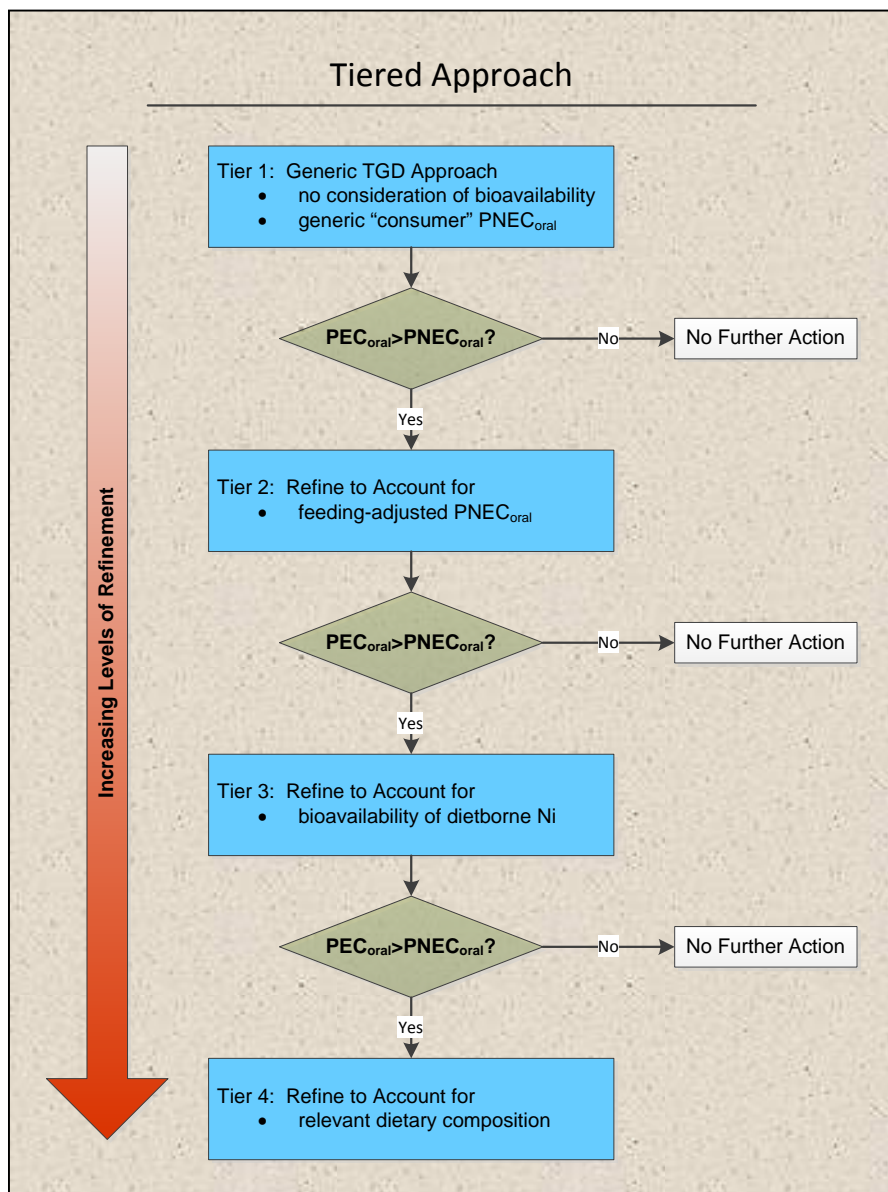 Tiered Approach
Tier 1: Generic TGD Approach
• no consideration of bioavailability
• generic “consumer” PNECoral
PECoral>PNECoral?
No
No Further Action
Yes
Tier 2: Refine to Account for
• feeding-adjusted PNECoral
PECoral>PNECoral?
No
No Further Action
Yes
Tier 3: Refine to Account for
• bioavailability of dietborne Ni
PECoral>PNECoral?
No
No Further Action
Yes
Tier 4: Refine to Account for
• relevant dietary composition
Increasing Levels of Refinement